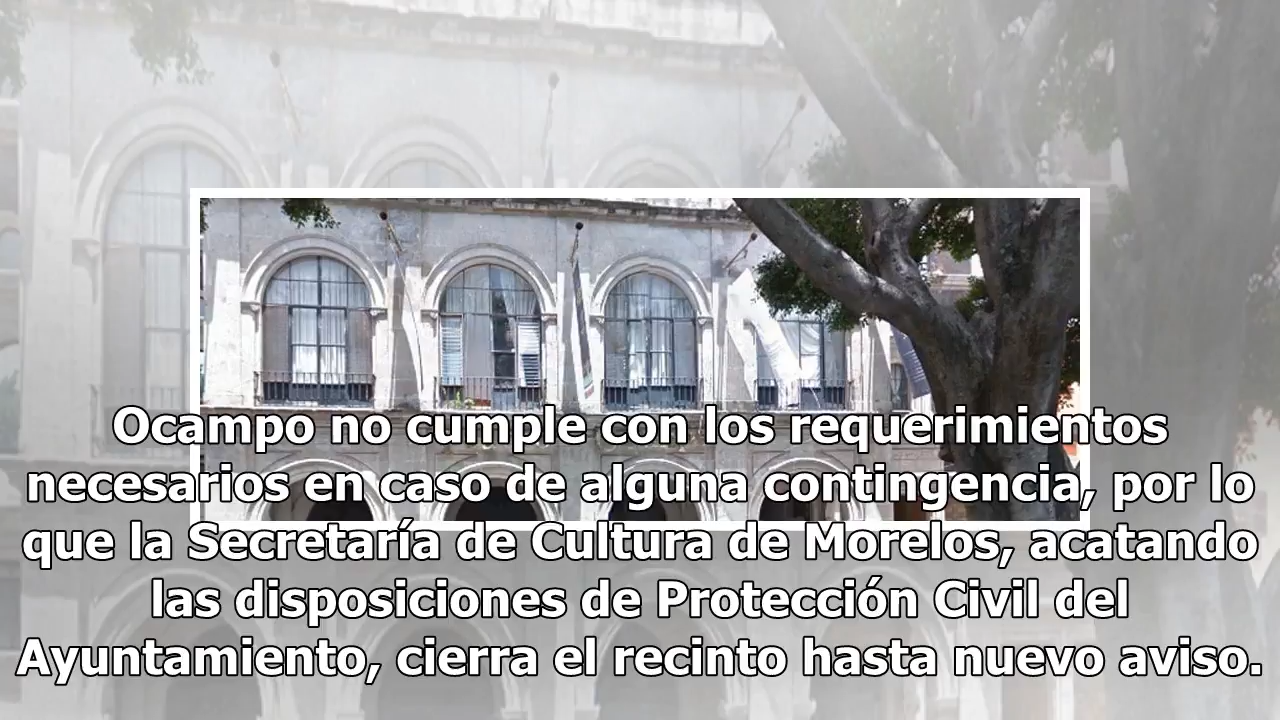 Ocampo no cumple con los requerimientos
necesarios en caso de alguna contingencia, por lo
que la Secretaría de Cultura de Morelos, acatando
las disposiciones de Protección Civil del
Ayuntamiento, cierra el recinto hasta nuevo aviso.